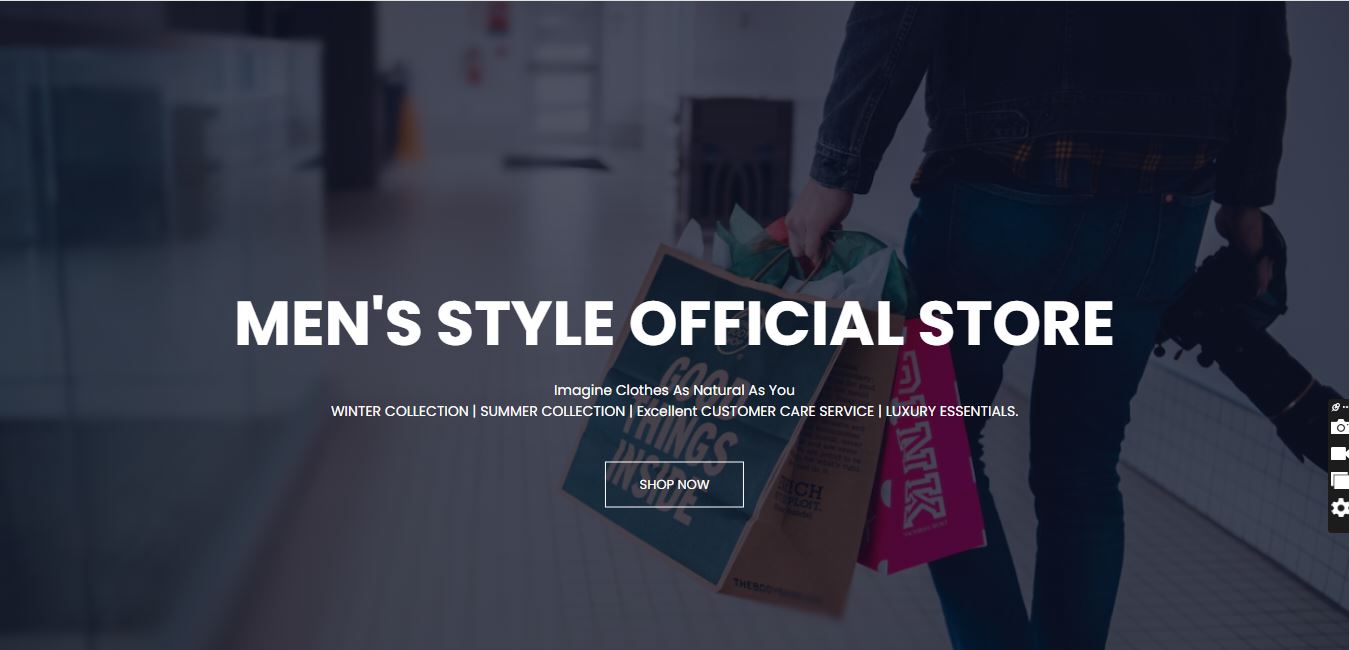 MEN'S STYLE OFFICIAL STORE
Imagine Clothes As Natural As You
WINTER COLLECTION | SUMMER COLLECTION | Excellent CUSTOMER CARE SERVICE | LUXURY ESSENTIALS.
SHOP NOW
GOOD
THINGS
INSIDE
PINK